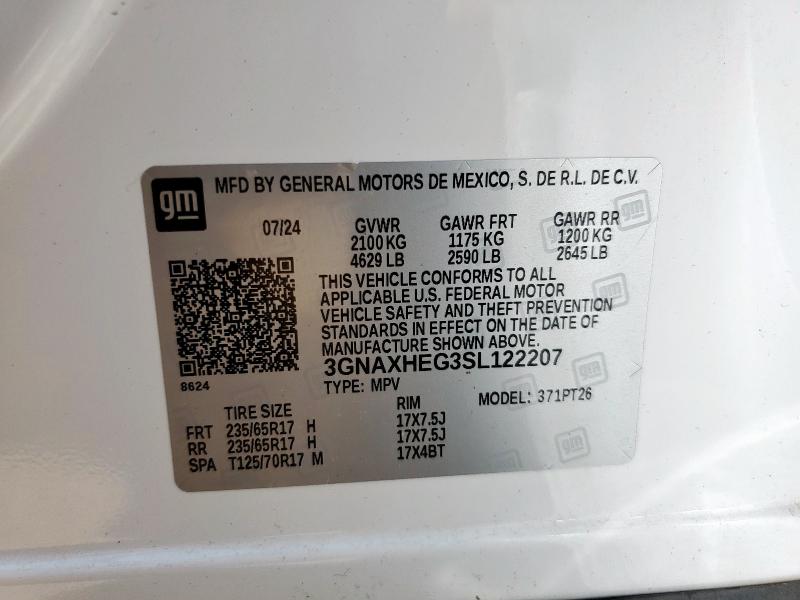 gm MFD BY GENERAL MOTORS DE MEXICO, S. DE R.L. DE C.V.
07/24 GVWR GAWR FRT GAWR RR
2100 KG 1175 KG 1200 KG
4629 LB 2590 LB 2645 LB
THIS VEHICLE CONFORMS TO ALL
APPLICABLE U.S. FEDERAL MOTOR
VEHICLE SAFETY AND THEFT PREVENTION
STANDARDS IN EFFECT ON THE DATE OF
MANUFACTURE SHOWN ABOVE.
3GNAXHEG3SL122207
8624 TYPE: MPV MODEL: 371PT26
TIRE SIZE RIM
FRT 235/65R17 H 17X7.5J
RR 235/65R17 H 17X7.5J
SPA T125/70R17 M 17X4BT